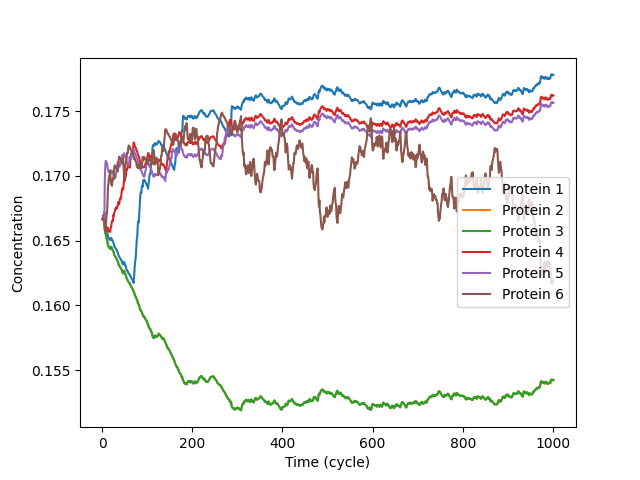 0.175
0.170
0.165
0.160
0.155
Concentration
0
200
400
600
800
1000
Time (cycle)
Protein 1
Protein 2
Protein 3
Protein 4
Protein 5
Protein 6